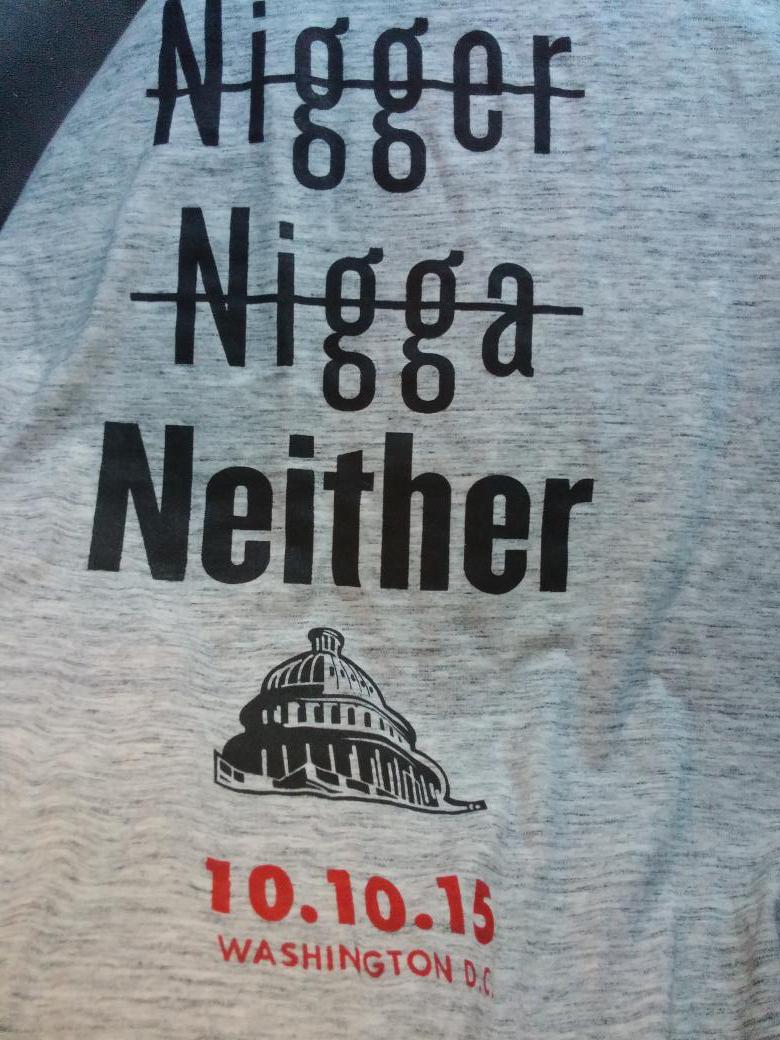 Nigger
Nigga
Neither
10.10.15
WASHINGTON D.C.